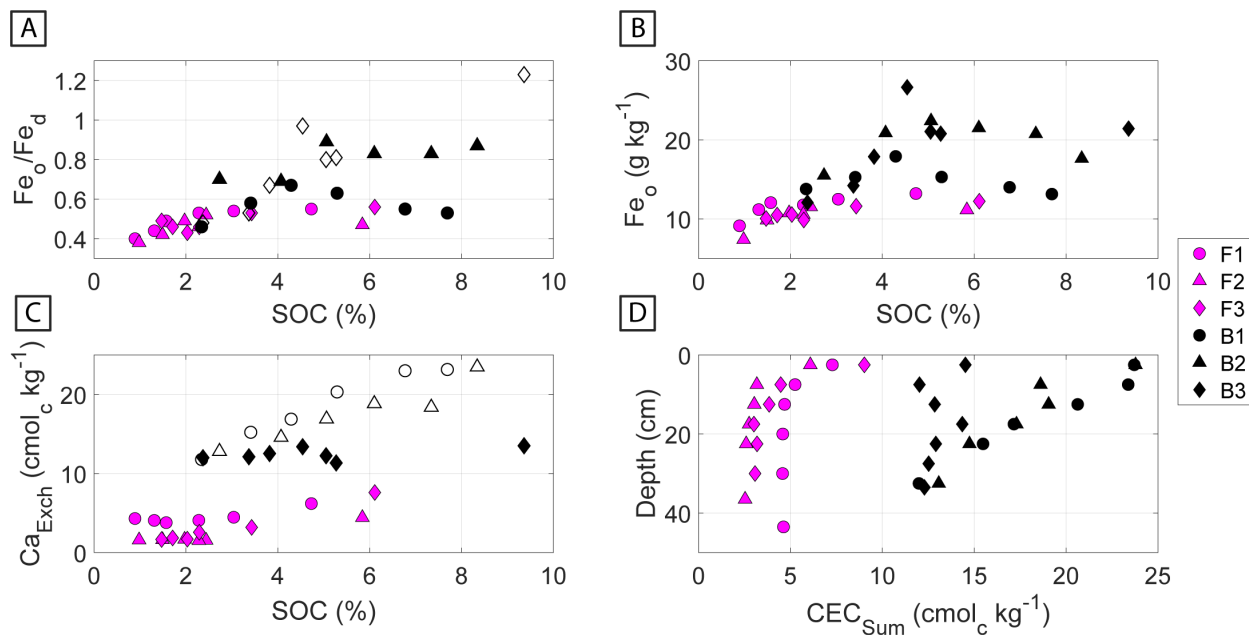 A
1.2
1
0.8
0.6
0.4
Fe_o/Fe_d
0 2 4 6 8 10
SOC (%)
B
30
20
10
Fe_o (g kg^-1)
0 2 4 6 8 10
SOC (%)
C
20
10
0
Ca_Exch (cmol_c kg^-1)
0 2 4 6 8 10
SOC (%)
D
0
20
40
Depth (cm)
0 5 10 15 20 25
CEC_Sum (cmol_c kg^-1)
F1
F2
F3
B1
B2
B3